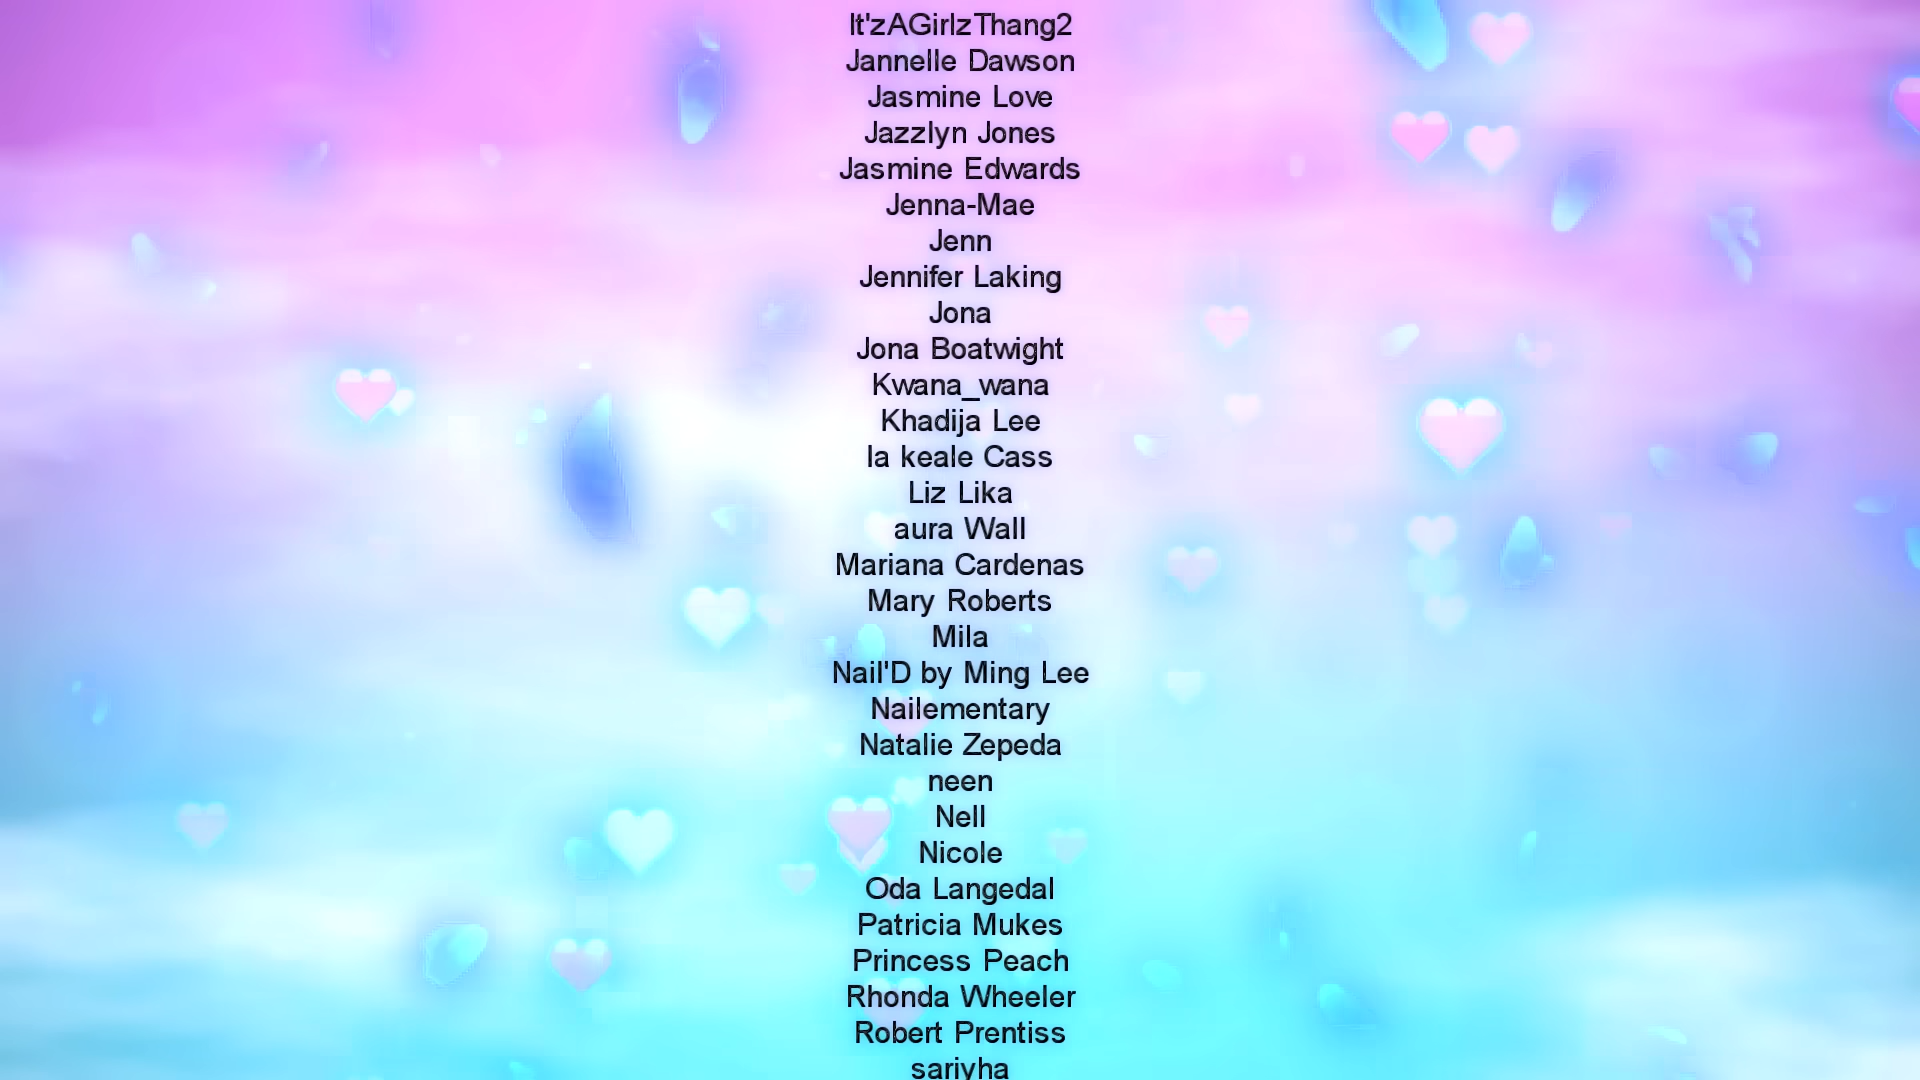 It'zAGirlzThang2
Jannelle Dawson
Jasmine Love
Jazzlyn Jones
Jasmine Edwards
Jenna-Mae
Jenn
Jennifer Laking
Jona
Jona Boatwight
Kwana_wana
Khadija Lee
la keale Cass
Liz Lika
aura Wall
Mariana Cardenas
Mary Roberts
Mila
Nail'D by Ming Lee
Nailementary
Natalie Zepeda
neen
Nell
Nicole
Oda Langedal
Patricia Mukes
Princess Peach
Rhonda Wheeler
Robert Prentiss
sariyha